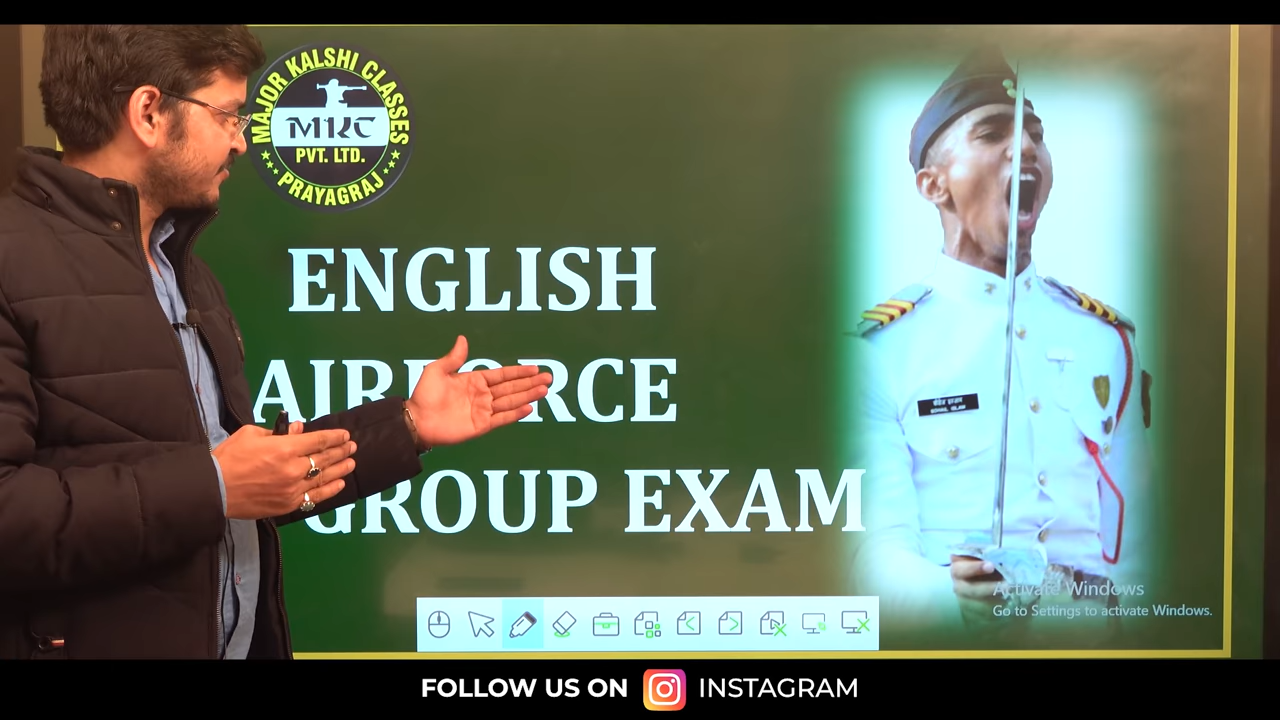 MAJOR KALSHI CLASSES
MKC
PVT. LTD.
PRAYAGRAJ
ENGLISH
AIRFORCE
GROUP EXAM
Activate Windows
Go to Settings to activate Windows.
FOLLOW US ON INSTAGRAM